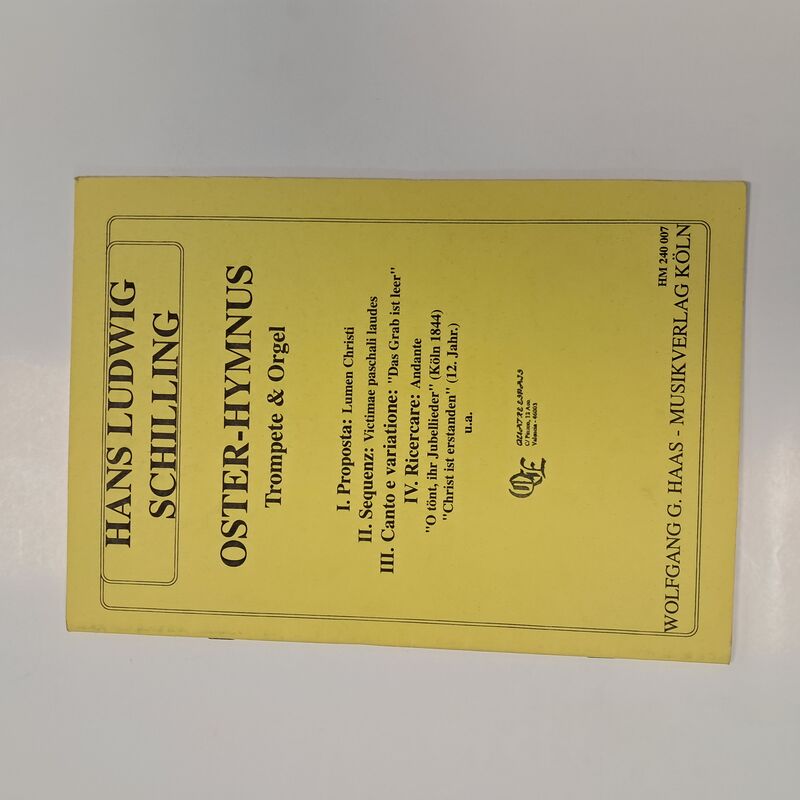 HANS LUDWIG
SCHILLING
OSTER-HYMNUS
Trompete & Orgel
I. Proposta: Lumen Christi
II. Sequenz: Victimae paschali laudes
III. Canto e variatione: "Das Grab ist leer"
IV. Ricercare: Andante
"O tönt, ihr Jubellieder" (Köln 1844)
"Christ ist erstanden" (12. Jahr.)
u.a.
Valencia - 46003
HM 240 007
WOLFGANG G. HAAS - MUSIKVERLAG KÖLN